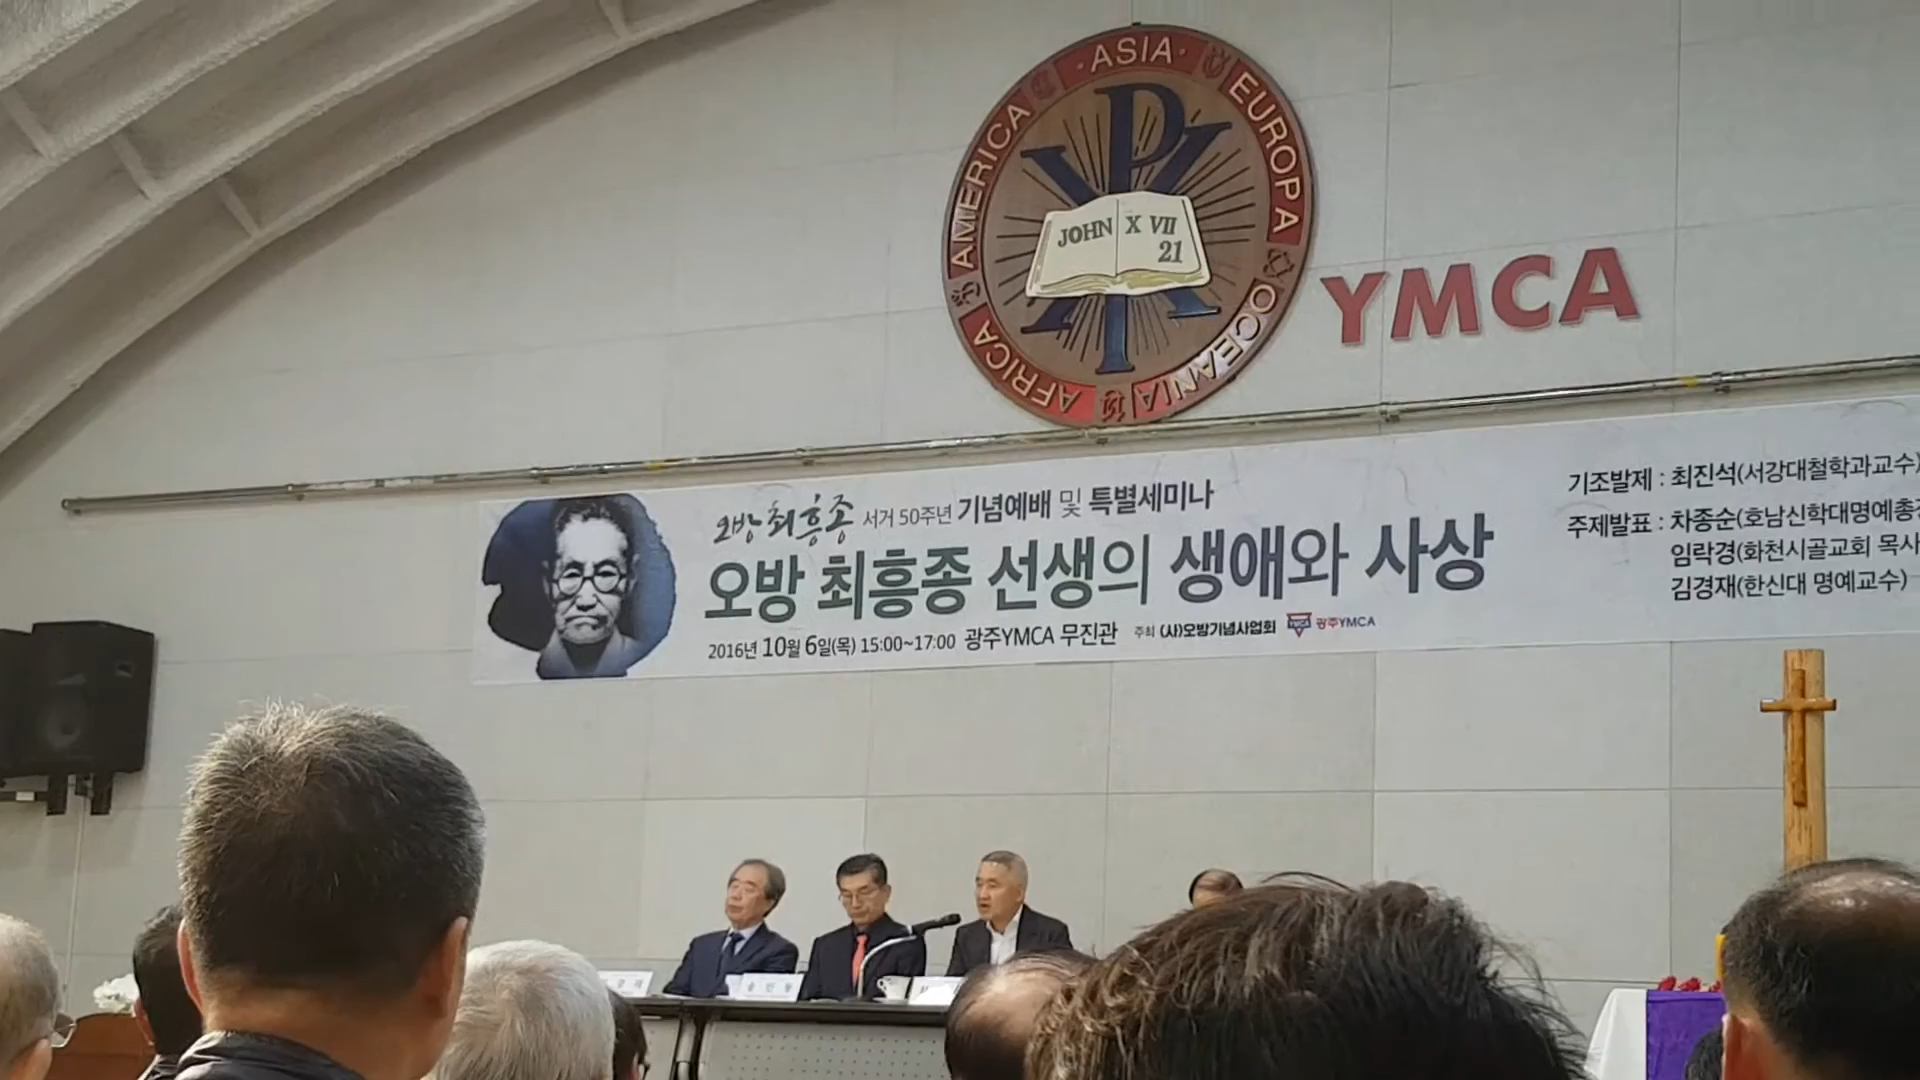 AMERICA · ASIA · EUROPA OCEANIA AFRICA
JOHN X VII
21
YMCA
오방 최흥종 서거 50주년 기념예배 및 특별세미나
오방 최흥종 선생의 생애와 사상
2016년 10월 6일(목) 15:00~17:00 광주YMCA 무진관 주최 (사)오방기념사업회 YMCA 광주YMCA
기조발제 : 최진석(서강대철학과교수)
주제발표 : 차종순(호남신학대명예총
임락경(화천시골교회 목사
김경재(한신대 명예교수)